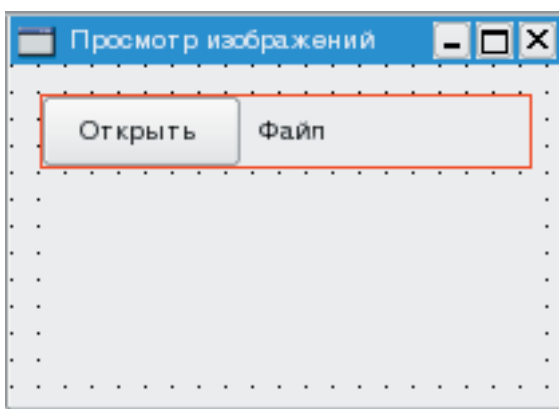 Просмотр изображений
Открыть Файл